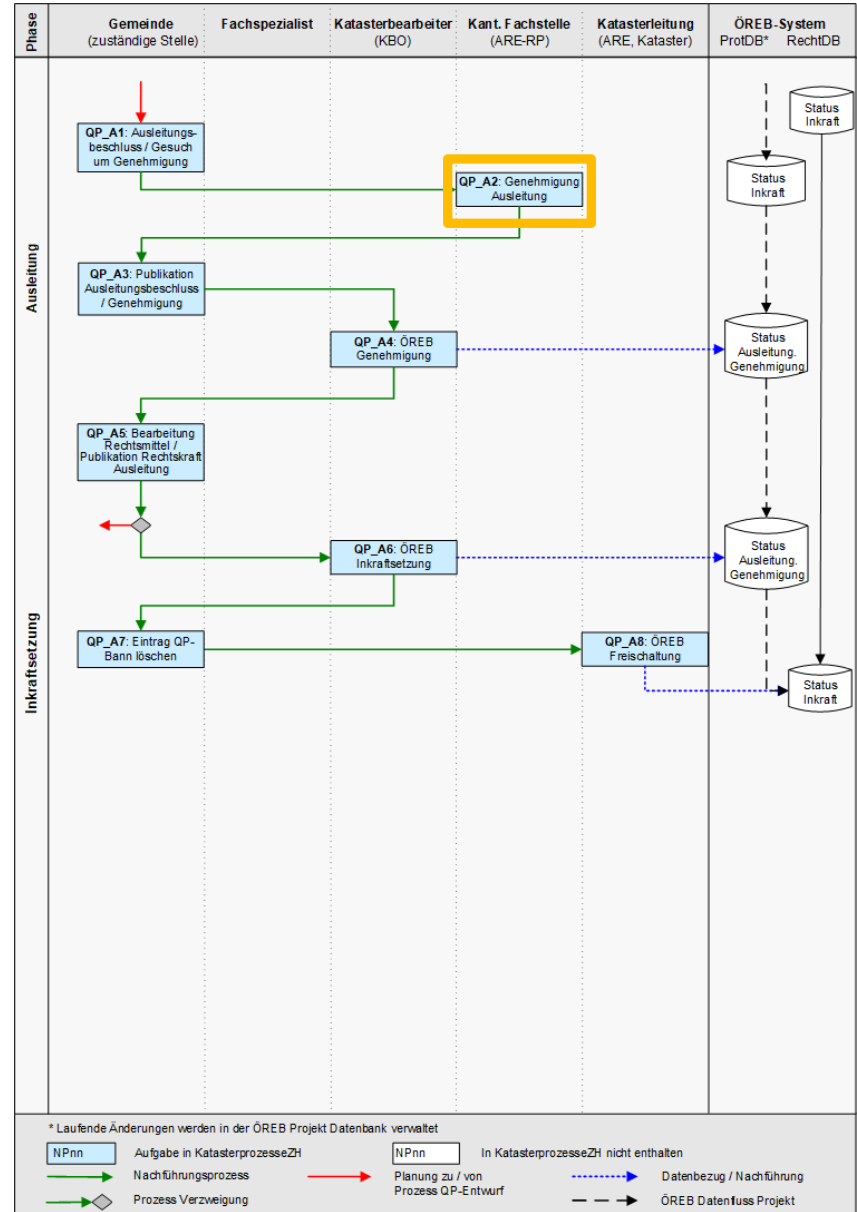 Phase
Gemeinde
(zuständige Stelle)
Fachspezialist
Katasterbearbeiter
(KBO)
Kant. Fachstelle
(ARE-RP)
Katasterleitung
(ARE, Kataster)
ÖREB-System
ProtDB* RechtDB
Ausleitung
Status
Inkraft
QP_A1: Ausleitungs-
beschluss / Gesuch
um Genehmigung
QP_A2: Genehmigung
Ausleitung
Status
Inkraft
QP_A3: Publikation
Ausleitungsbeschluss
/ Genehmigung
QP_A4: ÖREB
Genehmigung
Status
Ausleitung.
Genehmigung
QP_A5: Bearbeitung
Rechtsmittel /
Publikation Rechtskraft
Ausleitung
Inkraftsetzung
QP_A6: ÖREB
Inkraftsetzung
Status
Ausleitung.
Genehmigung
QP_A7: Eintrag QP-
Bann löschen
QP_A8: ÖREB
Freischaltung
Status
Inkraft
* Laufende Änderungen werden in der ÖREB Projekt Datenbank verwaltet
NPnn Aufgabe in KatasterprozesseZH
NPnn In KatasterprozesseZH nicht enthalten
Nachführungsprozess
Planung zu / von
Prozess QP-Entwurf
Datenbezug / Nachführung
Prozess Verzweigung
ÖREB Datenfluss Projekt